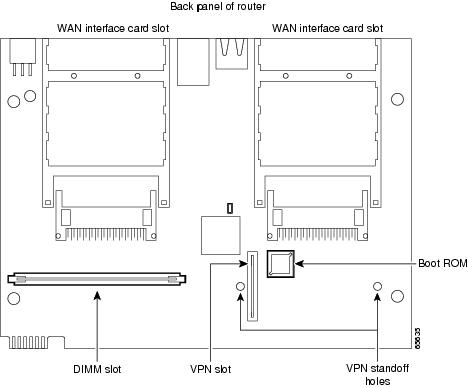 Back panel of router
WAN interface card slot
WAN interface card slot
Boot ROM
65635
DIMM slot
VPN slot
VPN standoff
holes